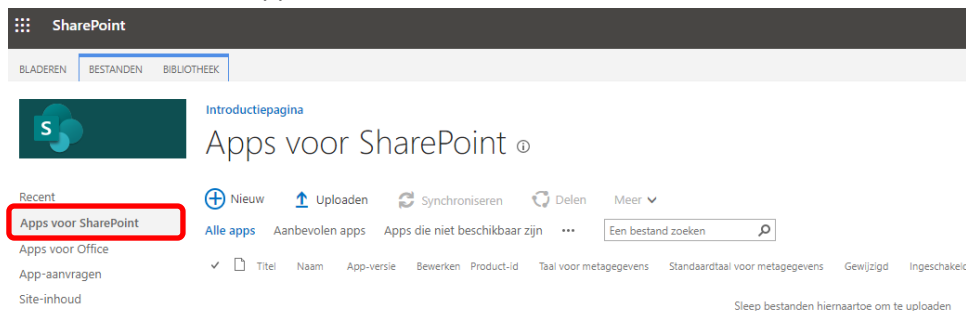 SharePoint
BLADEREN BESTANDEN BIBLIOTHEEK
S
Introductiepagina
Apps voor SharePoint
Recent
Apps voor SharePoint
Apps voor Office
App-aanvragen
Site-inhoud
Nieuw Uploaden Synchroniseren Delen Meer
Alle apps Aanbevolen apps Apps die niet beschikbaar zijn ••• Een bestand zoeken
Titel Naam App-versie Bewerken Product-id Taal voor metagegevens Standaardtaal voor metagegevens Gewijzigd
Sleep bestanden hiernaartoe om te uploaden